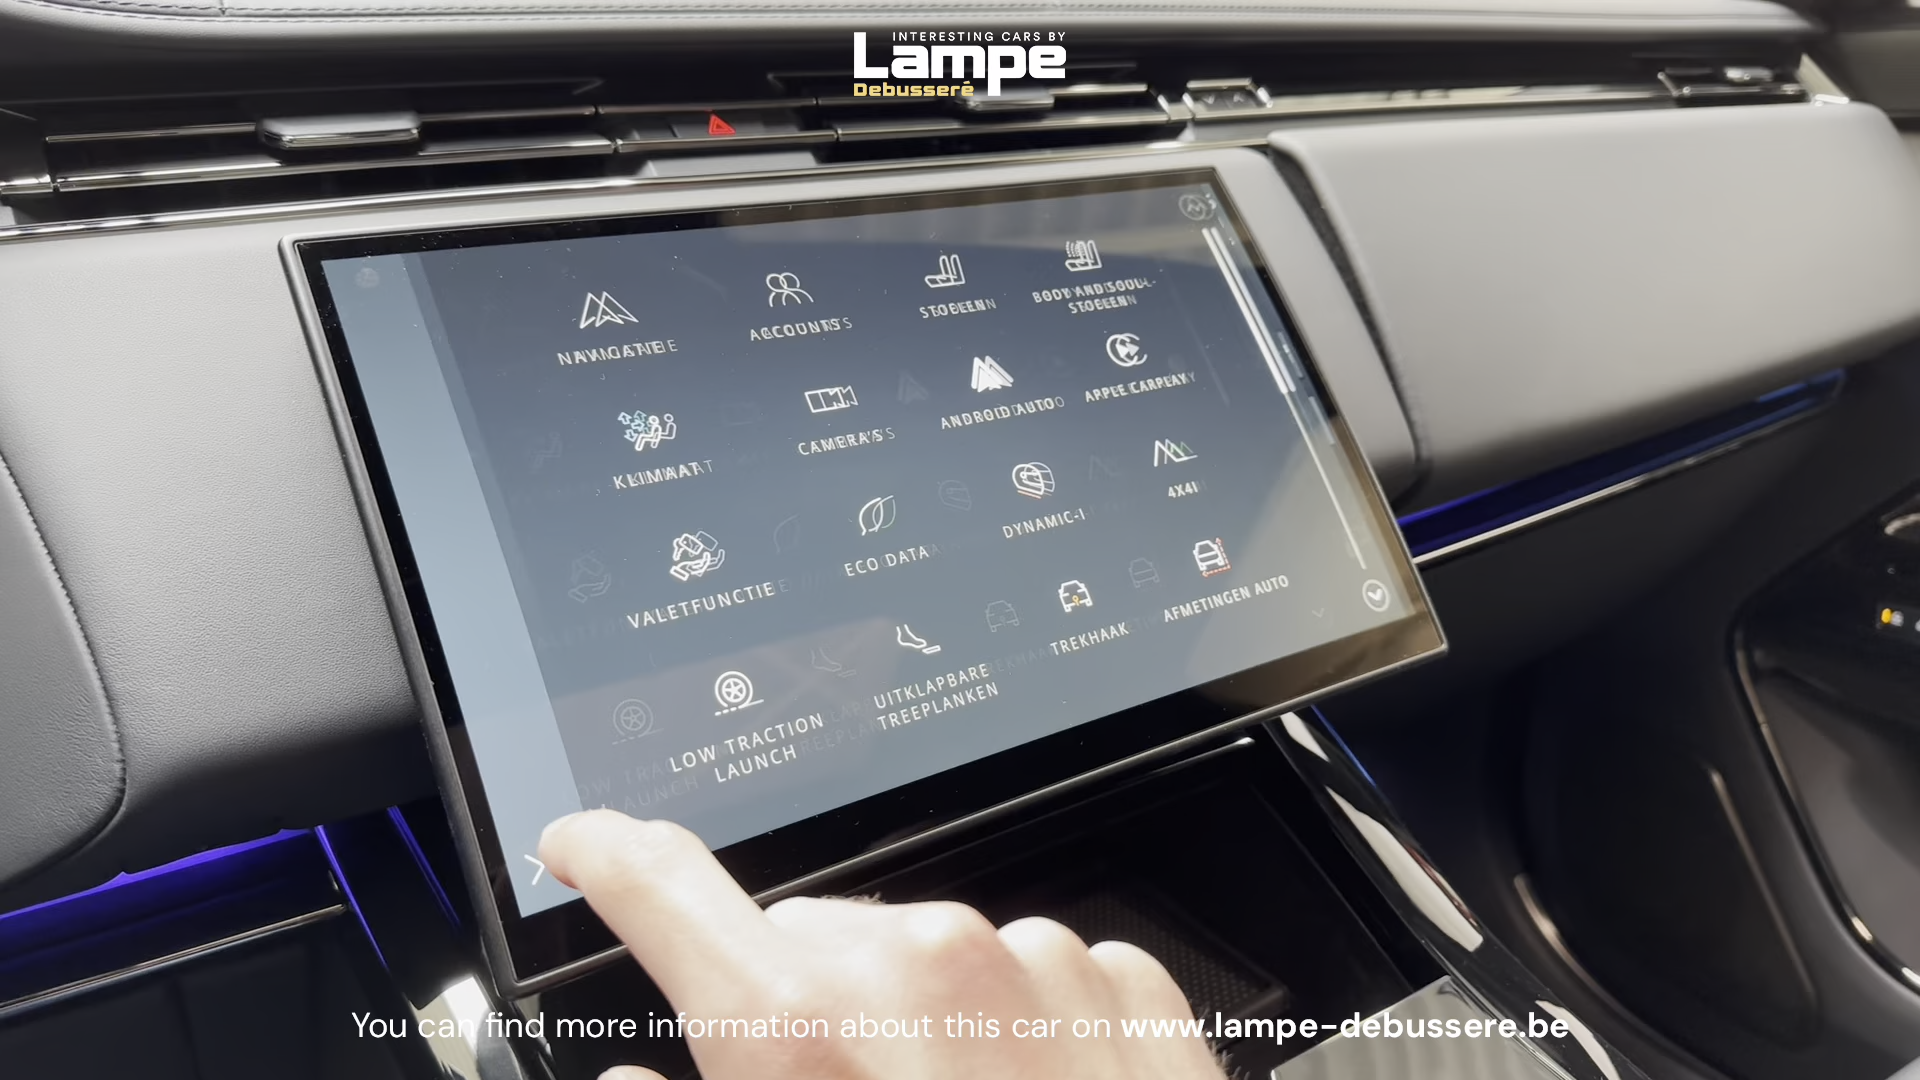 INTERESTING CARS BY
Lampe
Debusseré
NAVIGATIE
ACCOUNTS
STOELEN
BODY AND SOUL-
STOELEN
KLIMAAT
CAMERA'S
ANDROID AUTO
APPLE CARPLAY
VALETFUNCTIE
ECO DATA
DYNAMIC-I
4X4I
LOW TRACTION
LAUNCH
UITKLAPBARE
TREEPLANKEN
TREKHAAK
AFMETINGEN AUTO
You can find more information about this car on www.lampe-debussere.be